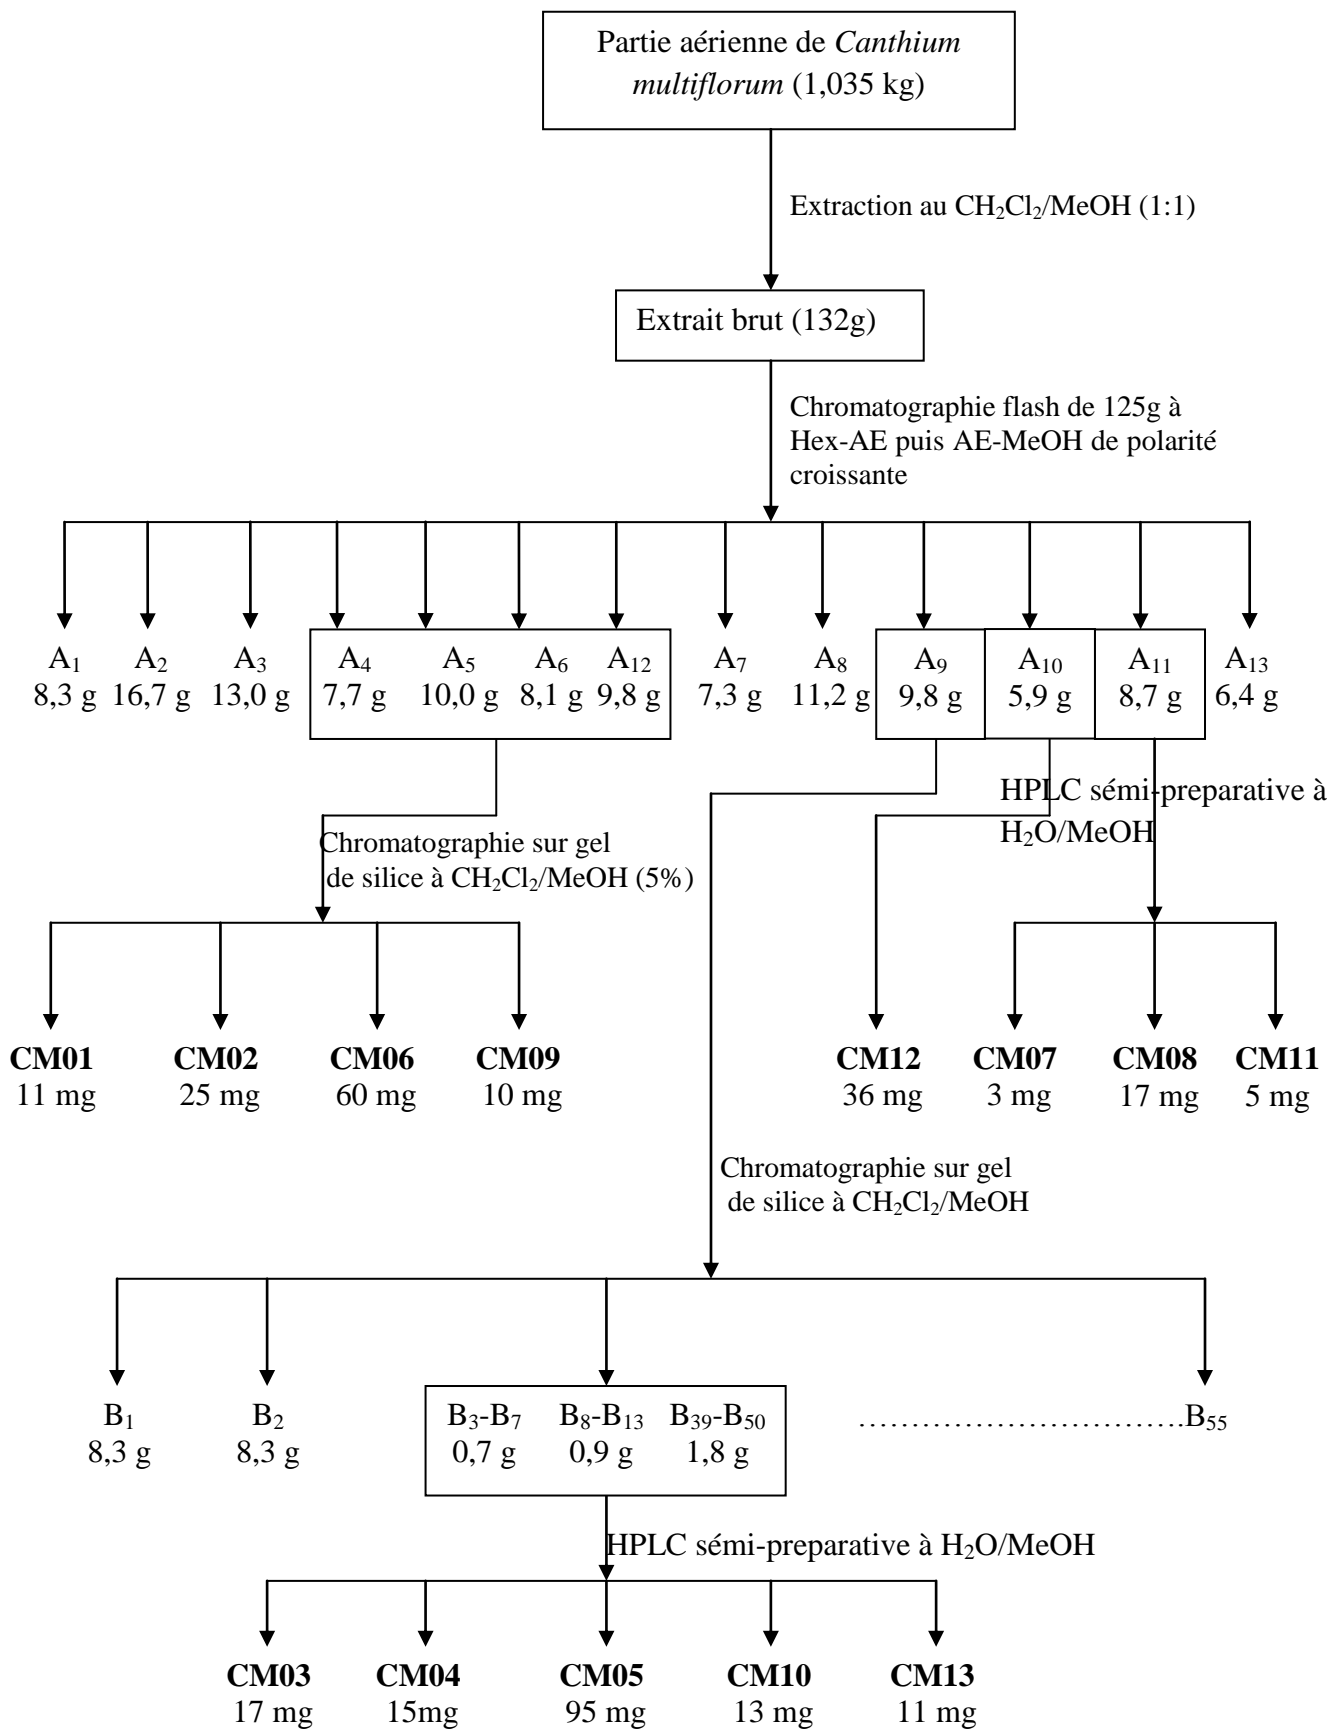 Partie aérienne de Canthium
multiflorum (1,035 kg)
Extraction au CH₂Cl₂/MeOH (1:1)
Extrait brut (132g)
Chromatographie flash de 125g à
Hex-AE puis AE-MeOH de polarité
croissante
A₁ A₂ A₃ A₄ A₅ A₆ A₁₂ A₇ A₈ A₉ A₁₀ A₁₁ A₁₃
8,3 g 16,7 g 13,0 g 7,7 g 10,0 g 8,1 g 9,8 g 7,3 g 11,2 g 9,8 g 5,9 g 8,7 g 6,4 g
HPLC sémi-preparative à
H₂O/MeOH
Chromatographie sur gel
de silice à CH₂Cl₂/MeOH (5%)
CM01 CM02 CM06 CM09 CM12 CM07 CM08 CM11
11 mg 25 mg 60 mg 10 mg 36 mg 3 mg 17 mg 5 mg
Chromatographie sur gel
de silice à CH₂Cl₂/MeOH
B₁ B₂ B₃-B₇ B₈-B₁₃ B₃₉-B₅₀ ................................B₅₅
8,3 g 8,3 g 0,7 g 0,9 g 1,8 g
HPLC sémi-preparative à H₂O/MeOH
CM03 CM04 CM05 CM10 CM13
17 mg 15mg 95 mg 13 mg 11 mg